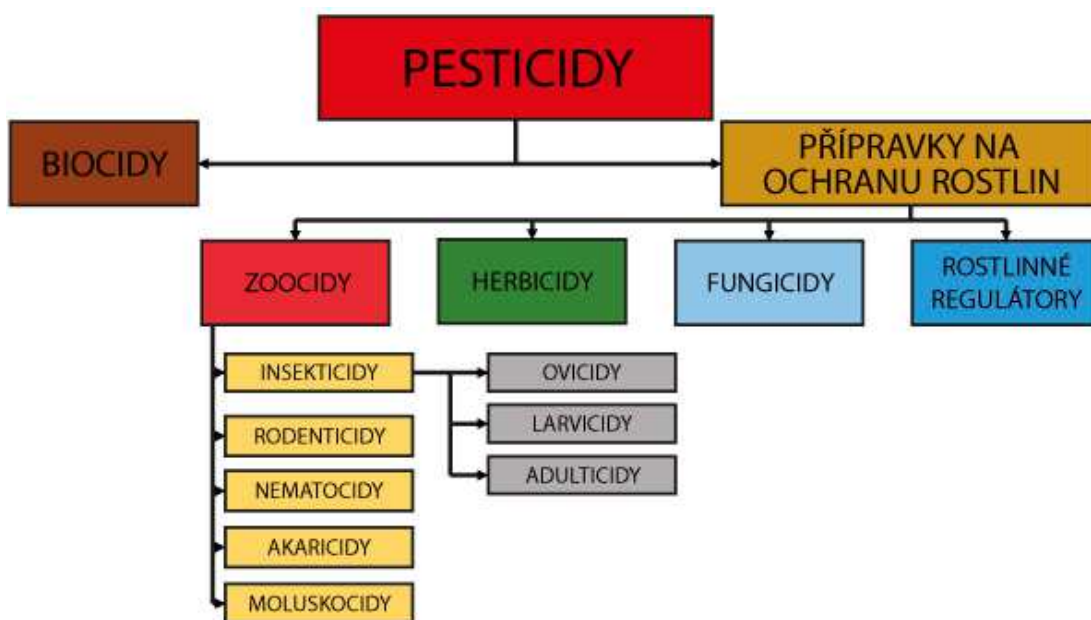 PESTICIDY
BIOCIDY
PŘÍPRAVKY NA
OCHRANU ROSTLIN
ZOOCIDY
HERBICIDY
FUNGICIDY
ROSTLINNÉ
REGULÁTORY
INSEKTICIDY
OVICIDY
LARVICIDY
RODENTICIDY
ADULTICIDY
NEMATOCIDY
AKARICIDY
MOLUSKOCIDY